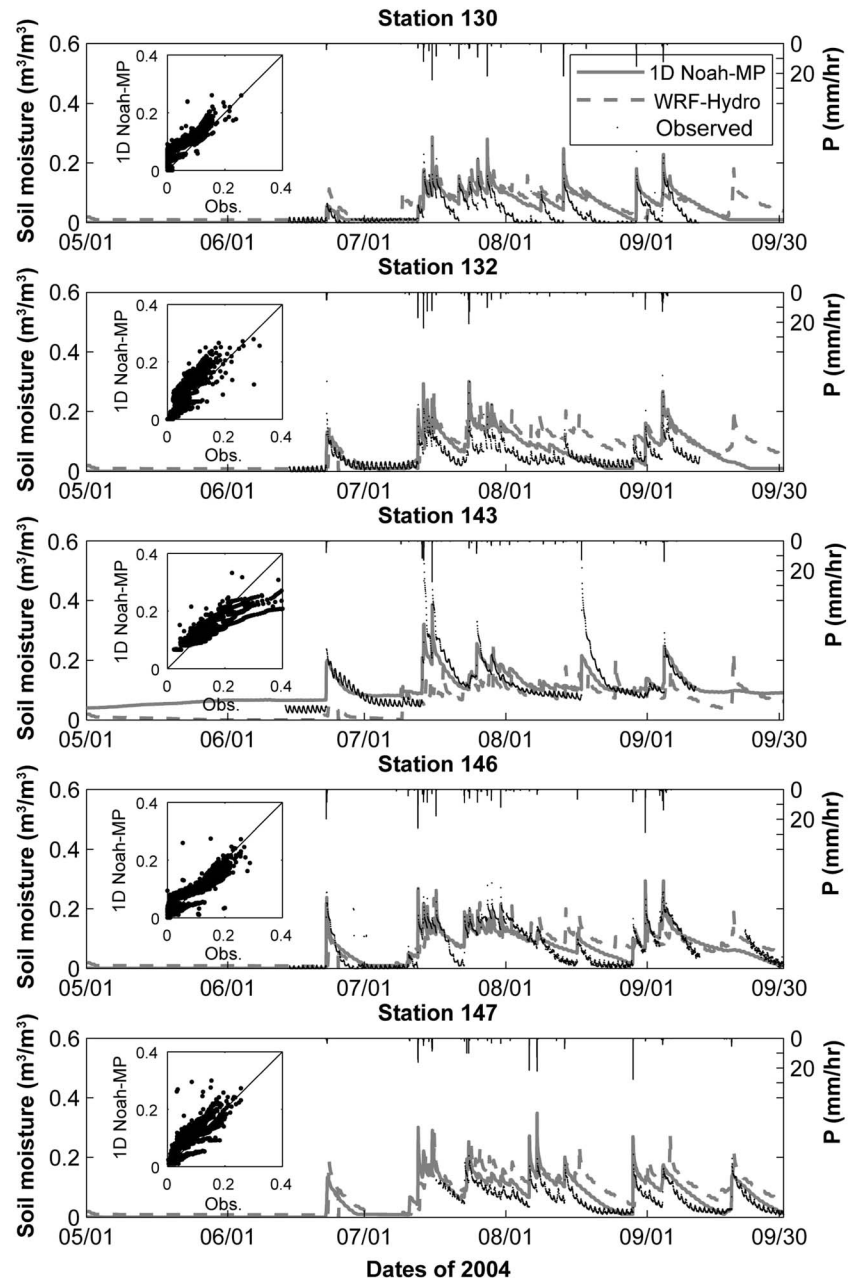 Station 130
Soil moisture (m³/m³)
0.6
0.4
0.2
0
1D Noah-MP
0.4
0.2
0
0 0.2 0.4
Obs.
1D Noah-MP
WRF-Hydro
Observed
0
20
P (mm/hr)
05/01 06/01 07/01 08/01 09/01 09/30
Station 132
Soil moisture (m³/m³)
0.6
0.4
0.2
0
1D Noah-MP
0.4
0.2
0
0 0.2 0.4
Obs.
0
20
P (mm/hr)
05/01 06/01 07/01 08/01 09/01 09/30
Station 143
Soil moisture (m³/m³)
0.6
0.4
0.2
0
1D Noah-MP
0.4
0.2
0
0 0.2 0.4
Obs.
0
20
P (mm/hr)
05/01 06/01 07/01 08/01 09/01 09/30
Station 146
Soil moisture (m³/m³)
0.6
0.4
0.2
0
1D Noah-MP
0.4
0.2
0
0 0.2 0.4
Obs.
0
20
P (mm/hr)
05/01 06/01 07/01 08/01 09/01 09/30
Station 147
Soil moisture (m³/m³)
0.6
0.4
0.2
0
1D Noah-MP
0.4
0.2
0
0 0.2 0.4
Obs.
0
20
P (mm/hr)
05/01 06/01 07/01 08/01 09/01 09/30
Dates of 2004